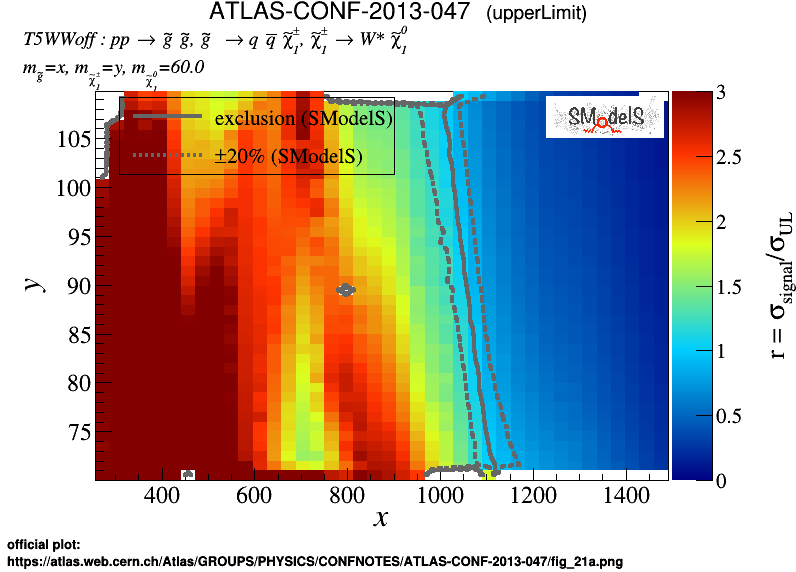 ATLAS-CONF-2013-047 (upperLimit)
T5WWoff : pp → g̃ g̃, g̃ → q q̄ χ̃₁±, χ̃₁± → W* χ̃₁⁰
m_g̃=x, m_χ̃₁±=y, m_χ̃₁⁰=60.0
exclusion (SModelS)
±20% (SModelS)
SModelS
105
100
95
90
85
80
75
y
400 600 800 1000 1200 1400
x
3
2.5
2
1.5
1
0.5
0
r = σ_signal/σ_UL
official plot:
https://atlas.web.cern.ch/Atlas/GROUPS/PHYSICS/CONFNOTES/ATLAS-CONF-2013-047/fig_21a.png